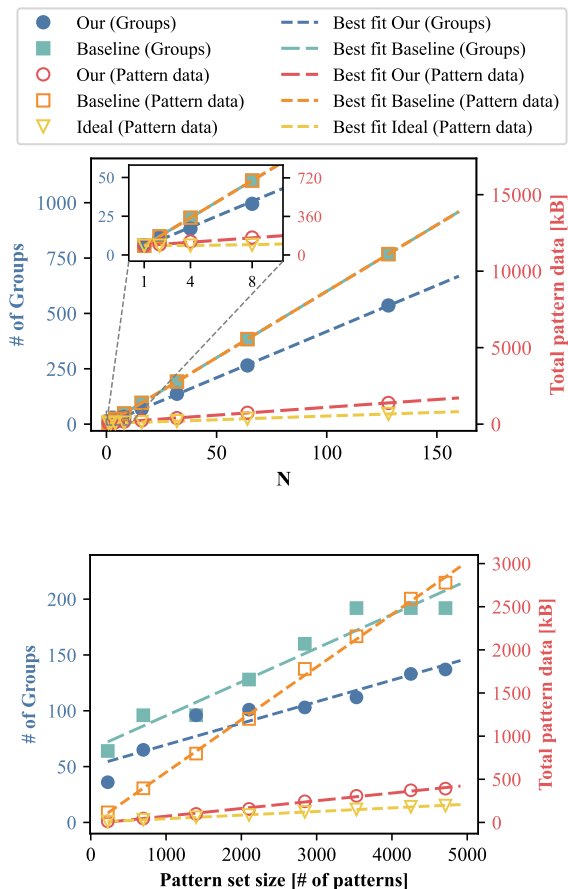 Our (Groups)
Baseline (Groups)
Our (Pattern data)
Baseline (Pattern data)
Ideal (Pattern data)
Best fit Our (Groups)
Best fit Baseline (Groups)
Best fit Our (Pattern data)
Best fit Baseline (Pattern data)
Best fit Ideal (Pattern data)
# of Groups
1000
750
500
250
0
50
25
0
720
360
0
1 4 8
15000
10000
5000
0
Total pattern data [kB]
0 50 100 150
N
# of Groups
200
150
100
50
0
3000
2500
2000
1500
1000
500
0
Total pattern data [kB]
0 1000 2000 3000 4000 5000
Pattern set size [# of patterns]